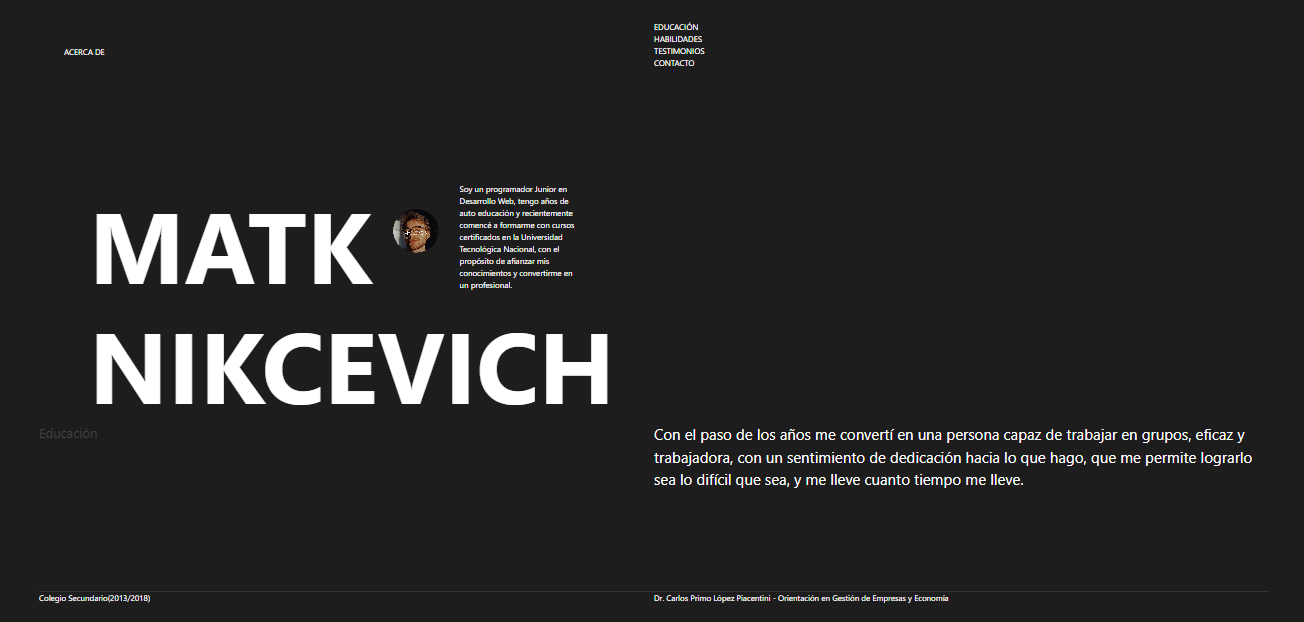 ACERCA DE
EDUCACIÓN
HABILIDADES
TESTIMONIOS
CONTACTO
MATK
Soy un programador Junior en
Desarrollo Web, tengo años de
auto educación y recientemente
comencé a formarme con cursos
certificados en la Universidad
Tecnológica Nacional, con el
propósito de afianzar mis
conocimientos y convertirme en
un profesional.
NIKCEVICH
Educación
Con el paso de los años me convertí en una persona capaz de trabajar en grupos, eficaz y
trabajadora, con un sentimiento de dedicación hacia lo que hago, que me permite lograrlo
sea lo difícil que sea, y me lleve cuanto tiempo me lleve.
Colegio Secundario(2013/2018)
Dr. Carlos Primo López Piacentini - Orientación en Gestión de Empresas y Economía